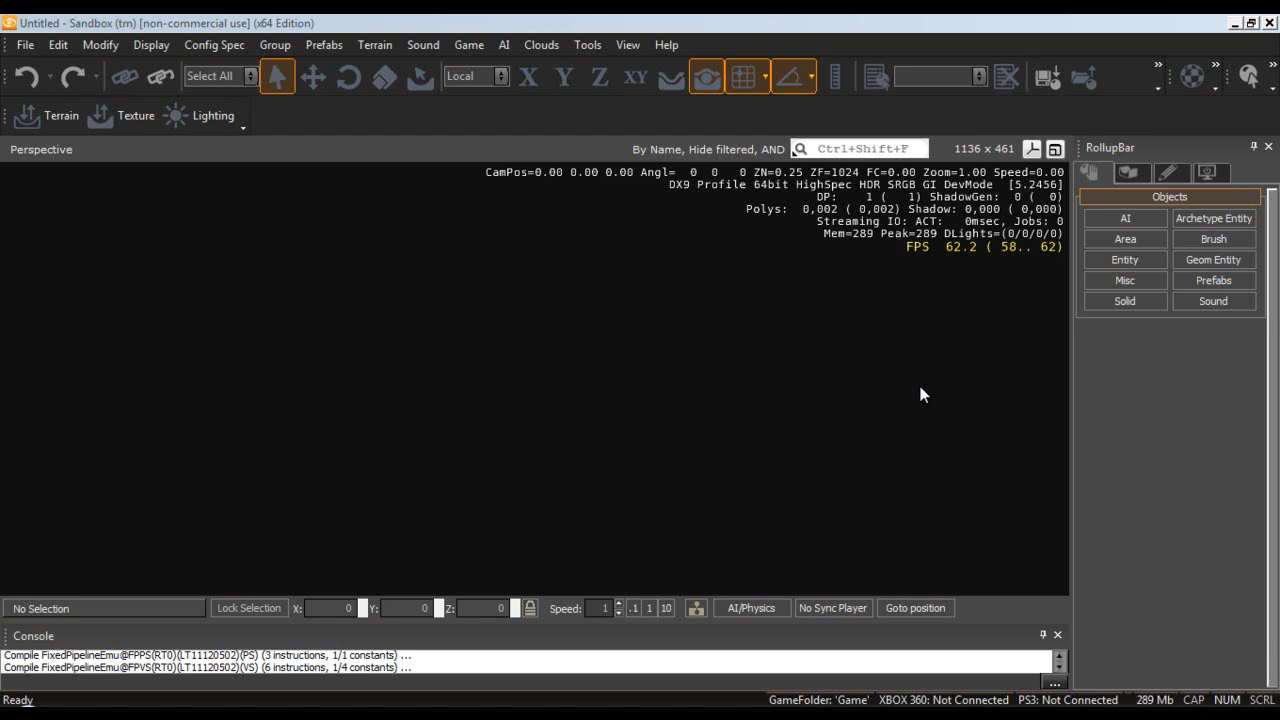 Untitled - Sandbox (tm) [non-commercial use] (x64 Edition)
File Edit Modify Display Config Spec Group Prefabs Terrain Sound Game AI Clouds Tools View Help
Select All Local X Y Z XY
Terrain Texture Lighting
Perspective By Name, Hide filtered, AND Ctrl+Shift+F 1136 x 461
CamPos=0.00 0.00 0.00 Angl= 0 0 0 ZN=0.25 ZF=1024 FC=0.00 Zoom=1.00 Speed=0.00
DX9 Profile 64bit HighSpec HDR SRGB GI DevMode [5.2456]
DP: 1 ( 1) ShadowGen: 0 ( 0)
Polys: 0,002 ( 0,002) Shadow: 0,000 ( 0,000)
Streaming IO: ACT: 0msec, Jobs: 0
Mem=289 Peak=289 DLights=(0/0/0/0)
FPS 62.2 ( 58.. 62)
RollupBar
Objects
AI Archetype Entity
Area Brush
Entity Geom Entity
Misc Prefabs
Solid Sound
No Selection Lock Selection X: 0 Y: 0 Z: 0 Speed: 1 .1 1 10 AI/Physics No Sync Player Goto position
Console
Compile FixedPipelineEmu@FPPS(RT0)(LT11120502)(PS) (3 instructions, 1/1 constants) ...
Compile FixedPipelineEmu@FPVS(RT0)(LT11120502)(VS) (6 instructions, 1/4 constants) ...
...
Ready GameFolder: 'Game' XBOX 360: Not Connected PS3: Not Connected 289 Mb CAP NUM SCRL